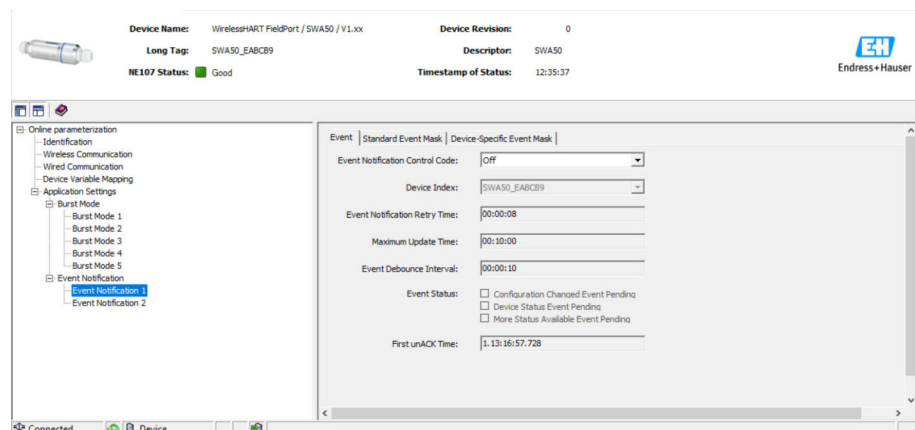 Device Name: WirelessHART FieldPort / SWA50 / V1.xx Device Revision: 0
Long Tag: SWA50_EABCB9 Descriptor: SWA50
NE107 Status: Good Timestamp of Status: 12:35:37
EH
Endress+Hauser
Online parameterization
Identification
Wireless Communication
Wired Communication
Device Variable Mapping
Application Settings
Burst Mode
Burst Mode 1
Burst Mode 2
Burst Mode 3
Burst Mode 4
Burst Mode 5
Event Notification
Event Notification 1
Event Notification 2
Event Standard Event Mask Device-Specific Event Mask
Event Notification Control Code: Off
Device Index: SWA50_EABCB9
Event Notification Retry Time: 00:00:08
Maximum Update Time: 00:10:00
Event Debounce Interval: 00:00:10
Event Status: Configuration Changed Event Pending
Device Status Event Pending
More Status Available Event Pending
First unACK Time: 1.13:16:57.728
Connected Device